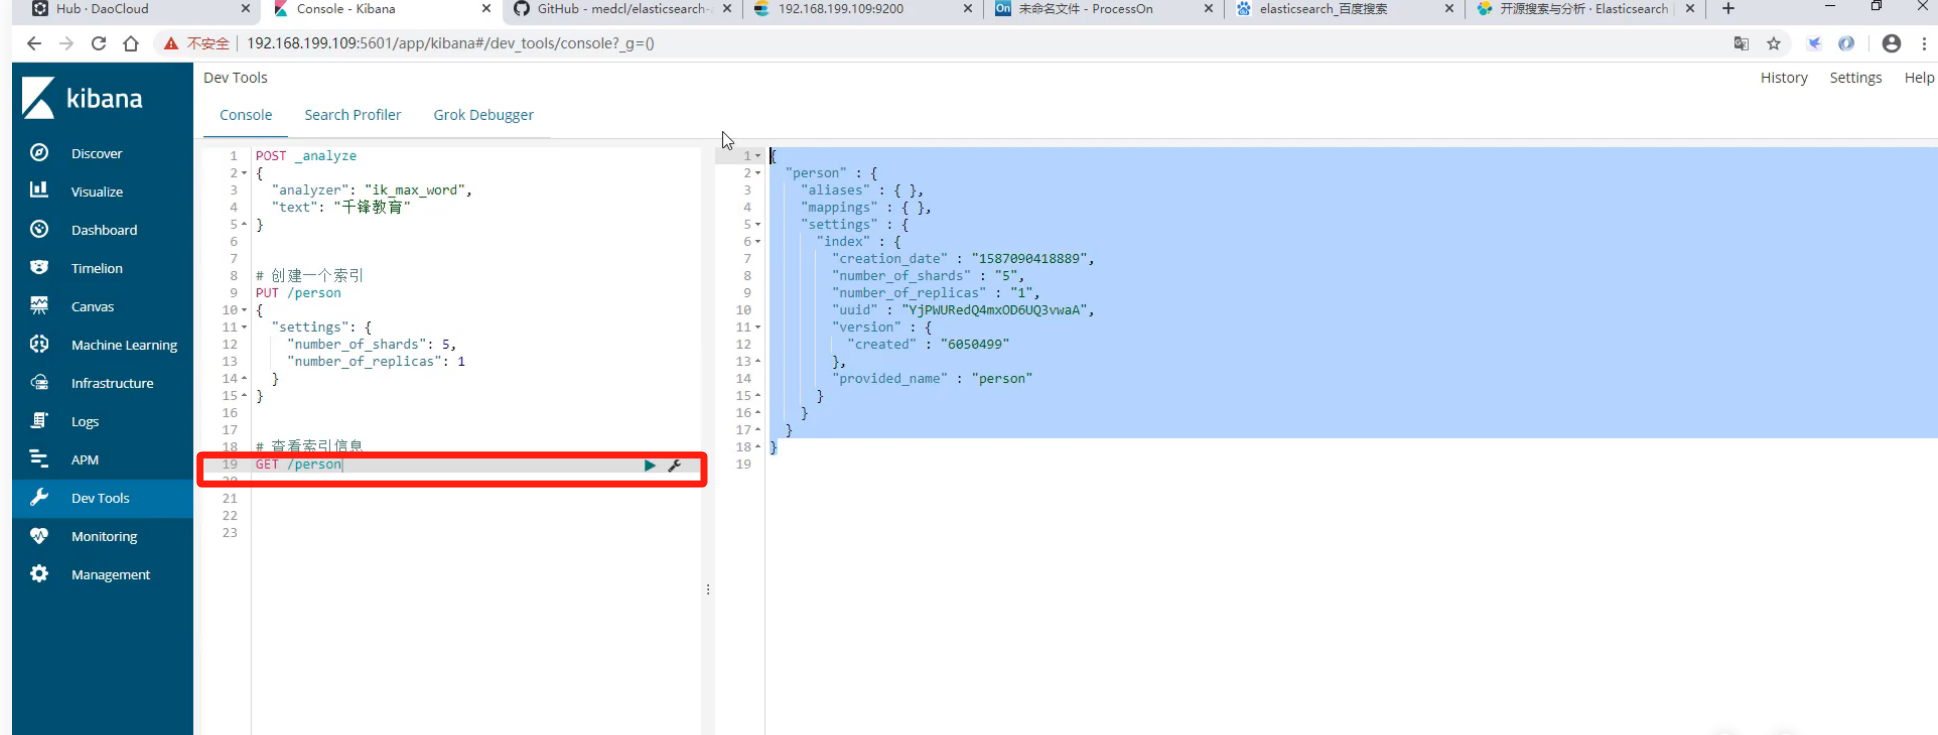 Hub · DaoCloud
Console - Kibana
GitHub - medcl/elasticsearch-
192.168.199.109:9200
未命名文件 - ProcessOn
elasticsearch_百度搜索
开源搜索与分析 · Elasticsearch
不安全 | 192.168.199.109:5601/app/kibana#/dev_tools/console?_g=()
kibana
Discover
Visualize
Dashboard
Timelion
Canvas
Machine Learning
Infrastructure
Logs
APM
Dev Tools
Monitoring
Management
Dev Tools
History Settings Help
Console Search Profiler Grok Debugger
1 POST _analyze
2 {
3 "analyzer": "ik_max_word",
4 "text": "千锋教育"
5 }
6
7
8 # 创建一个索引
9 PUT /person
10 {
11 "settings": {
12 "number_of_shards": 5,
13 "number_of_replicas": 1
14 }
15 }
16
17
18 # 查看索引信息
19 GET /person
20
21
22
23
1 {
2 "person" : {
3 "aliases" : { },
4 "mappings" : { },
5 "settings" : {
6 "index" : {
7 "creation_date" : "1587090418889",
8 "number_of_shards" : "5",
9 "number_of_replicas" : "1",
10 "uuid" : "YjPWURedQ4mxOD6UQ3vwaA",
11 "version" : {
12 "created" : "6050499"
13 },
14 "provided_name" : "person"
15 }
16 }
17 }
18 }
19